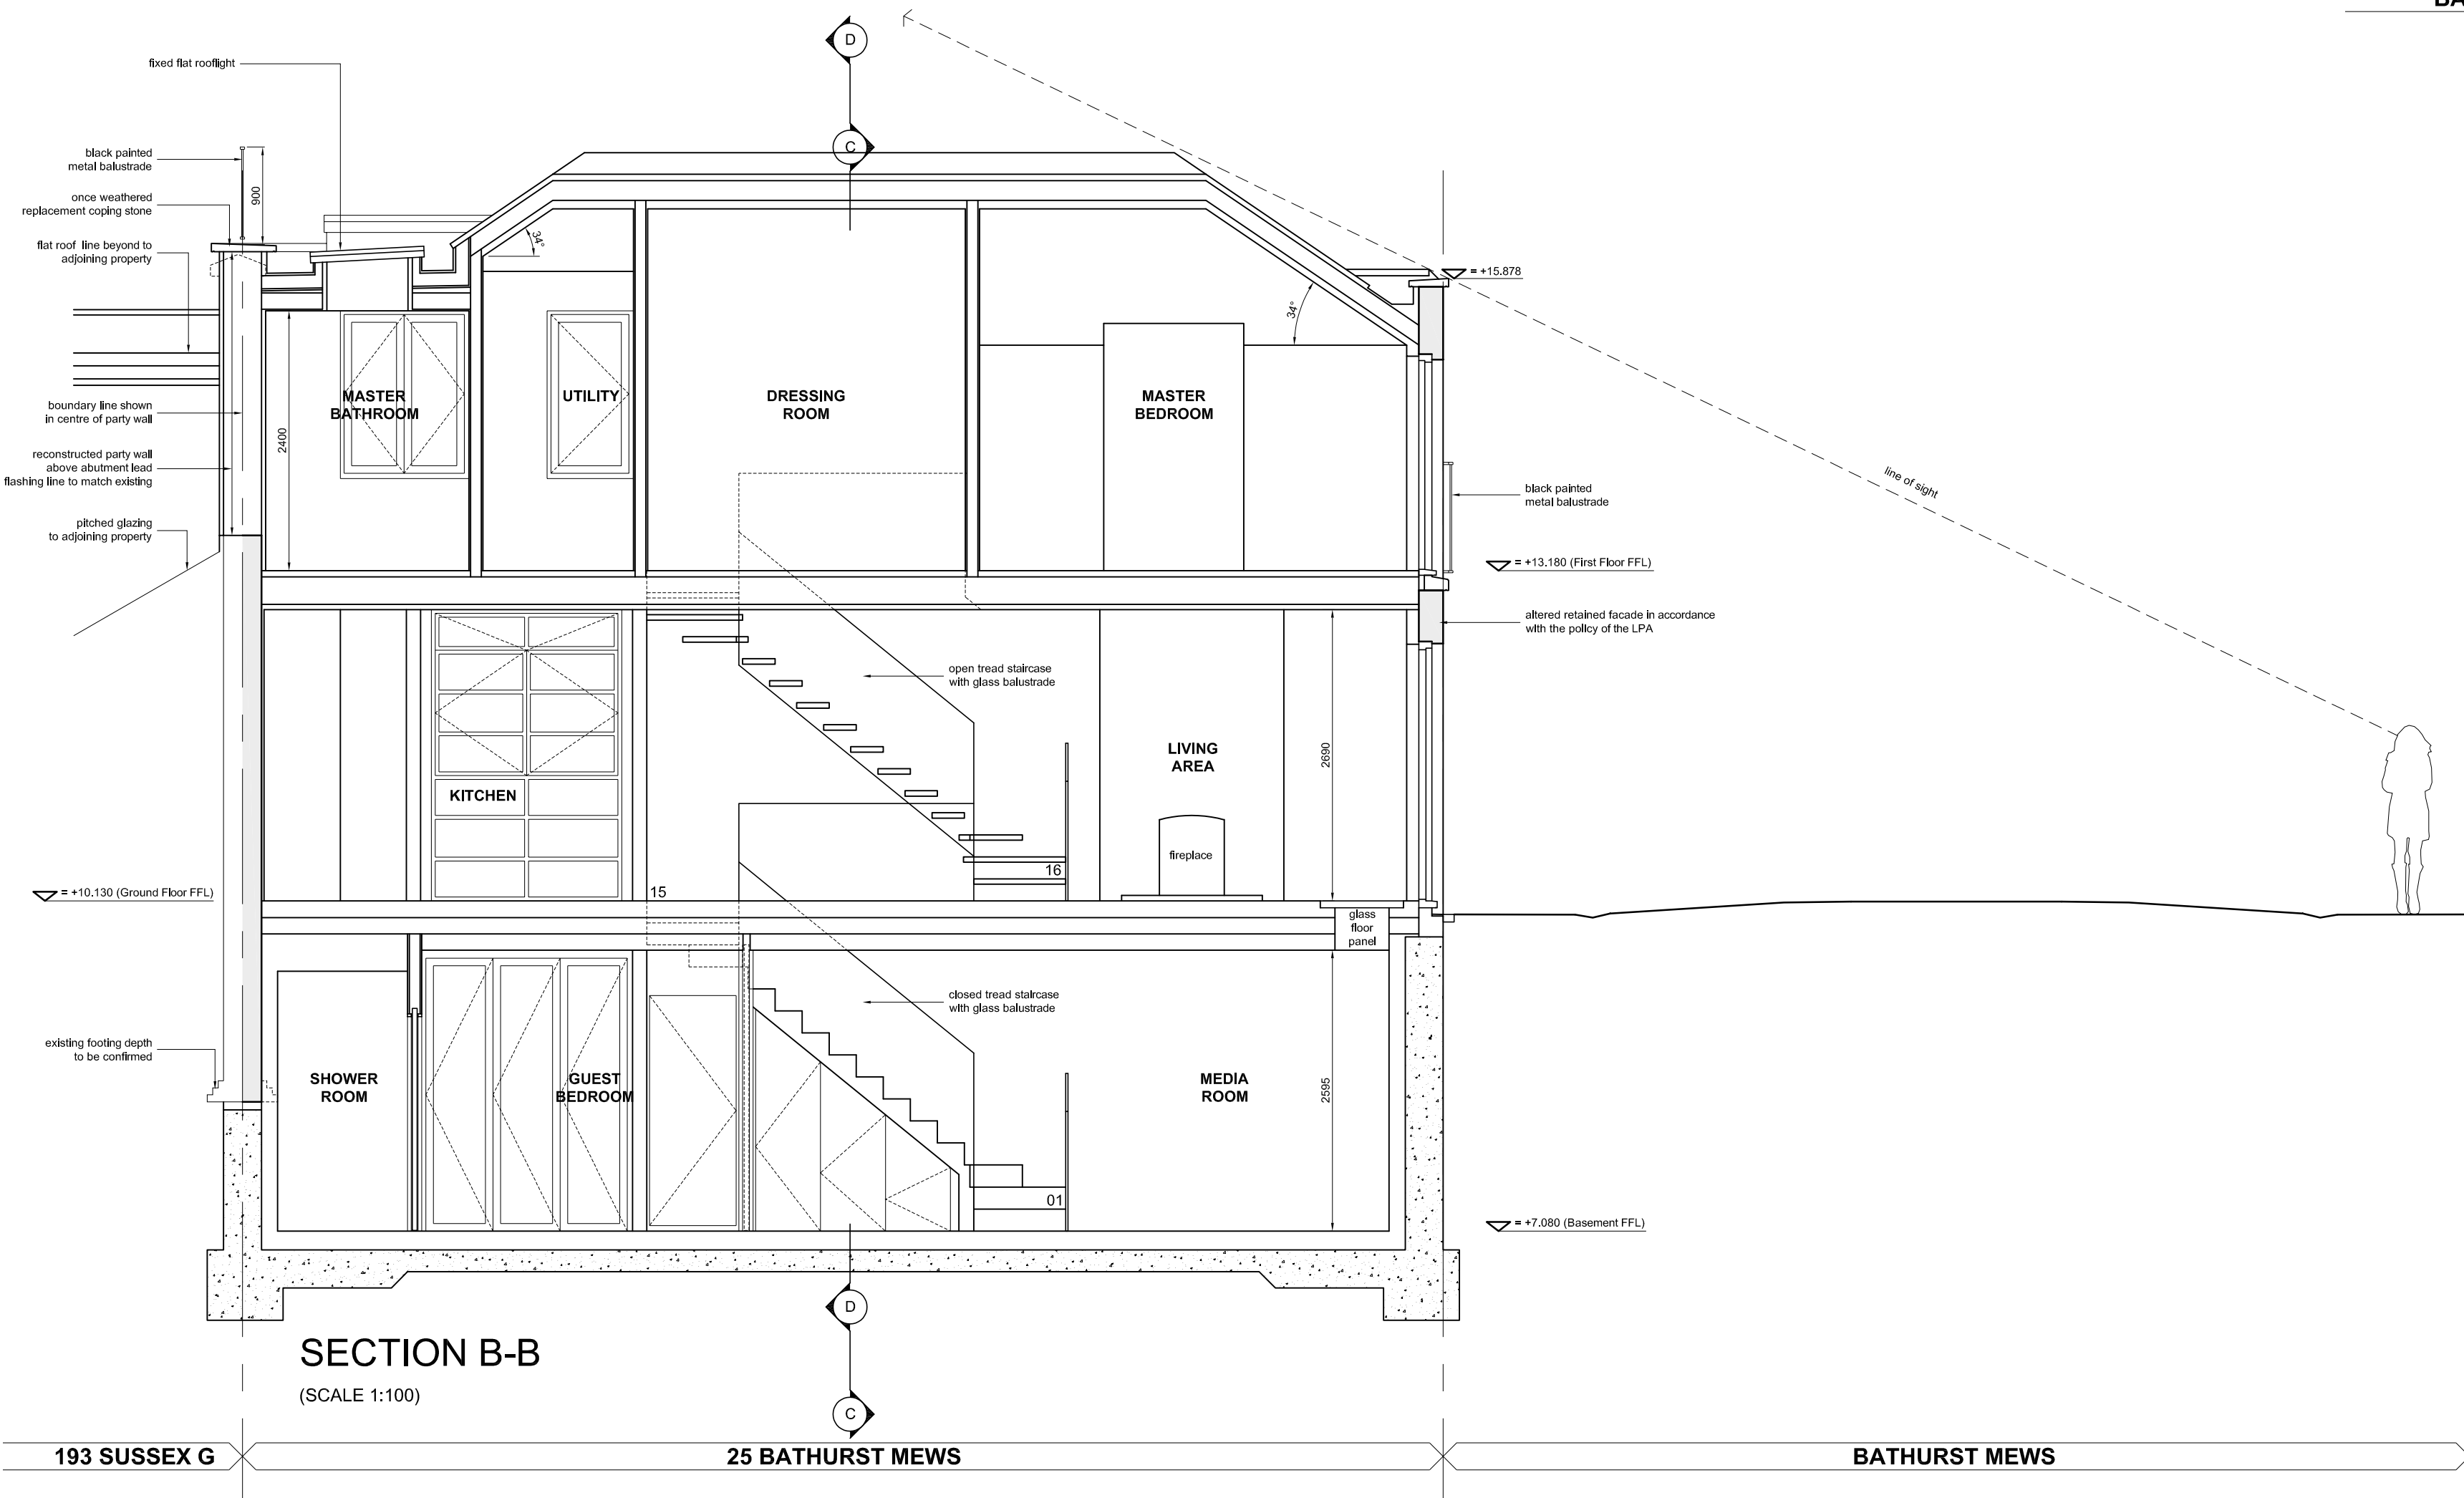 BA
D
fixed flat rooflight
C
black painted
metal balustrade
900
once weathered
replacement coping stone
34°
flat roof line beyond to
adjoining property
= +15.878
34°
MASTER
BATHROOM
UTILITY
DRESSING
ROOM
MASTER
BEDROOM
boundary line shown
in centre of party wall
2400
reconstructed party wall
above abutment lead
flashing line to match existing
line of sight
black painted
metal balustrade
pitched glazing
to adjoining property
= +13.180 (First Floor FFL)
altered retained facade in accordance
with the policy of the LPA
open tread staircase
with glass balustrade
LIVING
AREA
2690
KITCHEN
fireplace
16
15
= +10.130 (Ground Floor FFL)
glass
floor
panel
closed tread staircase
with glass balustrade
existing footing depth
to be confirmed
SHOWER
ROOM
GUEST
BEDROOM
MEDIA
ROOM
2595
01
= +7.080 (Basement FFL)
D
SECTION B-B
(SCALE 1:100)
C
193 SUSSEX G
25 BATHURST MEWS
BATHURST MEWS